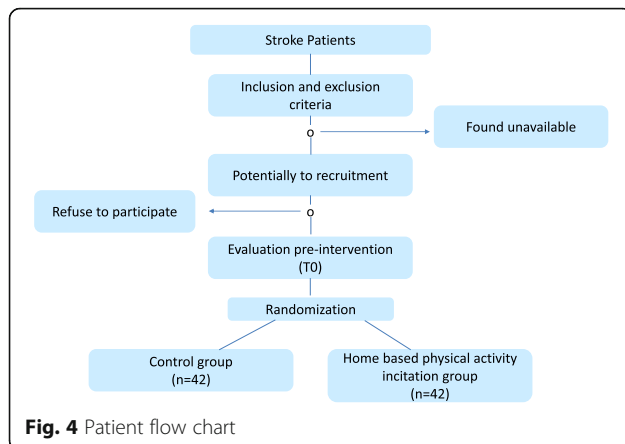 Stroke Patients
Inclusion and exclusion
criteria
o
Found unavailable
Potentially to recruitment
Refuse to participate
o
Evaluation pre-intervention
(T0)
Randomization
Control group
(n=42)
Home based physical activity
incitation group
(n=42)
Fig. 4 Patient flow chart